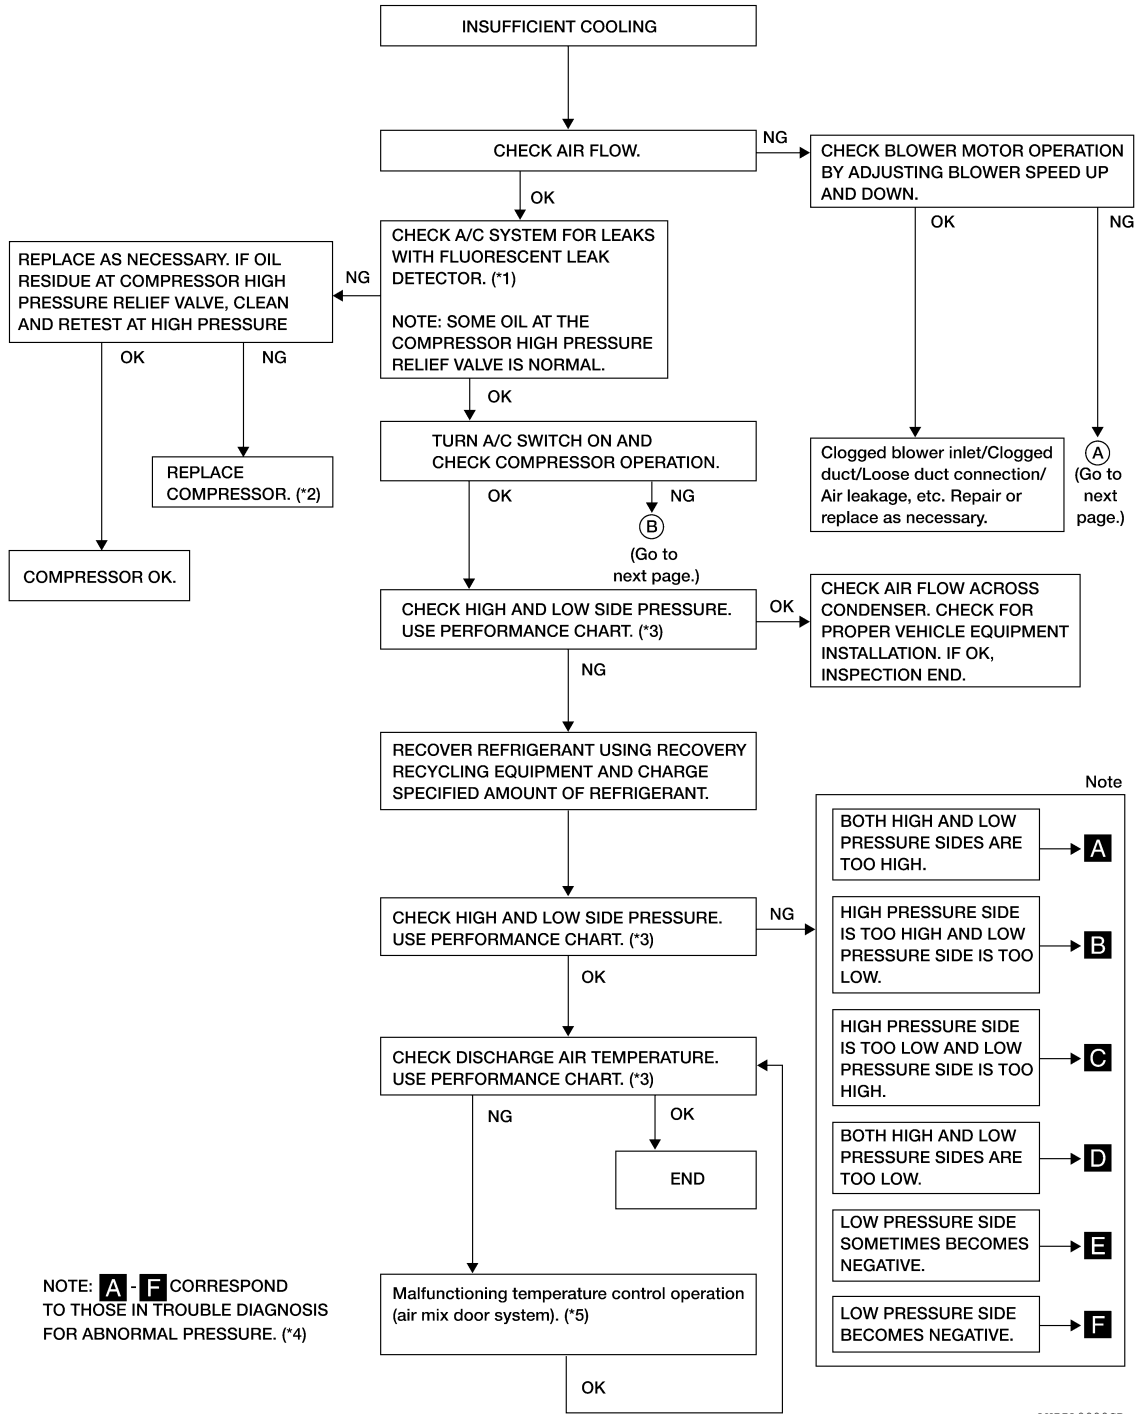 INSUFFICIENT COOLING
CHECK AIR FLOW.
NG
CHECK BLOWER MOTOR OPERATION
BY ADJUSTING BLOWER SPEED UP
AND DOWN.
OK
OK
NG
CHECK A/C SYSTEM FOR LEAKS
WITH FLUORESCENT LEAK
DETECTOR. (*1)
NOTE: SOME OIL AT THE
COMPRESSOR HIGH PRESSURE
RELIEF VALVE IS NORMAL.
NG
REPLACE AS NECESSARY. IF OIL
RESIDUE AT COMPRESSOR HIGH
PRESSURE RELIEF VALVE, CLEAN
AND RETEST AT HIGH PRESSURE
OK
NG
REPLACE
COMPRESSOR. (*2)
COMPRESSOR OK.
OK
TURN A/C SWITCH ON AND
CHECK COMPRESSOR OPERATION.
OK
NG
B
(Go to
next page.)
Clogged blower inlet/Clogged
duct/Loose duct connection/
Air leakage, etc. Repair or
replace as necessary.
A
(Go to
next
page.)
CHECK HIGH AND LOW SIDE PRESSURE.
USE PERFORMANCE CHART. (*3)
OK
CHECK AIR FLOW ACROSS
CONDENSER. CHECK FOR
PROPER VEHICLE EQUIPMENT
INSTALLATION. IF OK,
INSPECTION END.
NG
RECOVER REFRIGERANT USING RECOVERY
RECYCLING EQUIPMENT AND CHARGE
SPECIFIED AMOUNT OF REFRIGERANT.
CHECK HIGH AND LOW SIDE PRESSURE.
USE PERFORMANCE CHART. (*3)
NG
OK
Note
BOTH HIGH AND LOW
PRESSURE SIDES ARE
TOO HIGH.
A
HIGH PRESSURE SIDE
IS TOO HIGH AND LOW
PRESSURE SIDE IS TOO
LOW.
B
HIGH PRESSURE SIDE
IS TOO LOW AND LOW
PRESSURE SIDE IS TOO
HIGH.
C
BOTH HIGH AND LOW
PRESSURE SIDES ARE
TOO LOW.
D
LOW PRESSURE SIDE
SOMETIMES BECOMES
NEGATIVE.
E
LOW PRESSURE SIDE
BECOMES NEGATIVE.
F
CHECK DISCHARGE AIR TEMPERATURE.
USE PERFORMANCE CHART. (*3)
NG
OK
END
Malfunctioning temperature control operation
(air mix door system). (*5)
OK
NOTE: A - F CORRESPOND
TO THOSE IN TROUBLE DIAGNOSIS
FOR ABNORMAL PRESSURE. (*4)